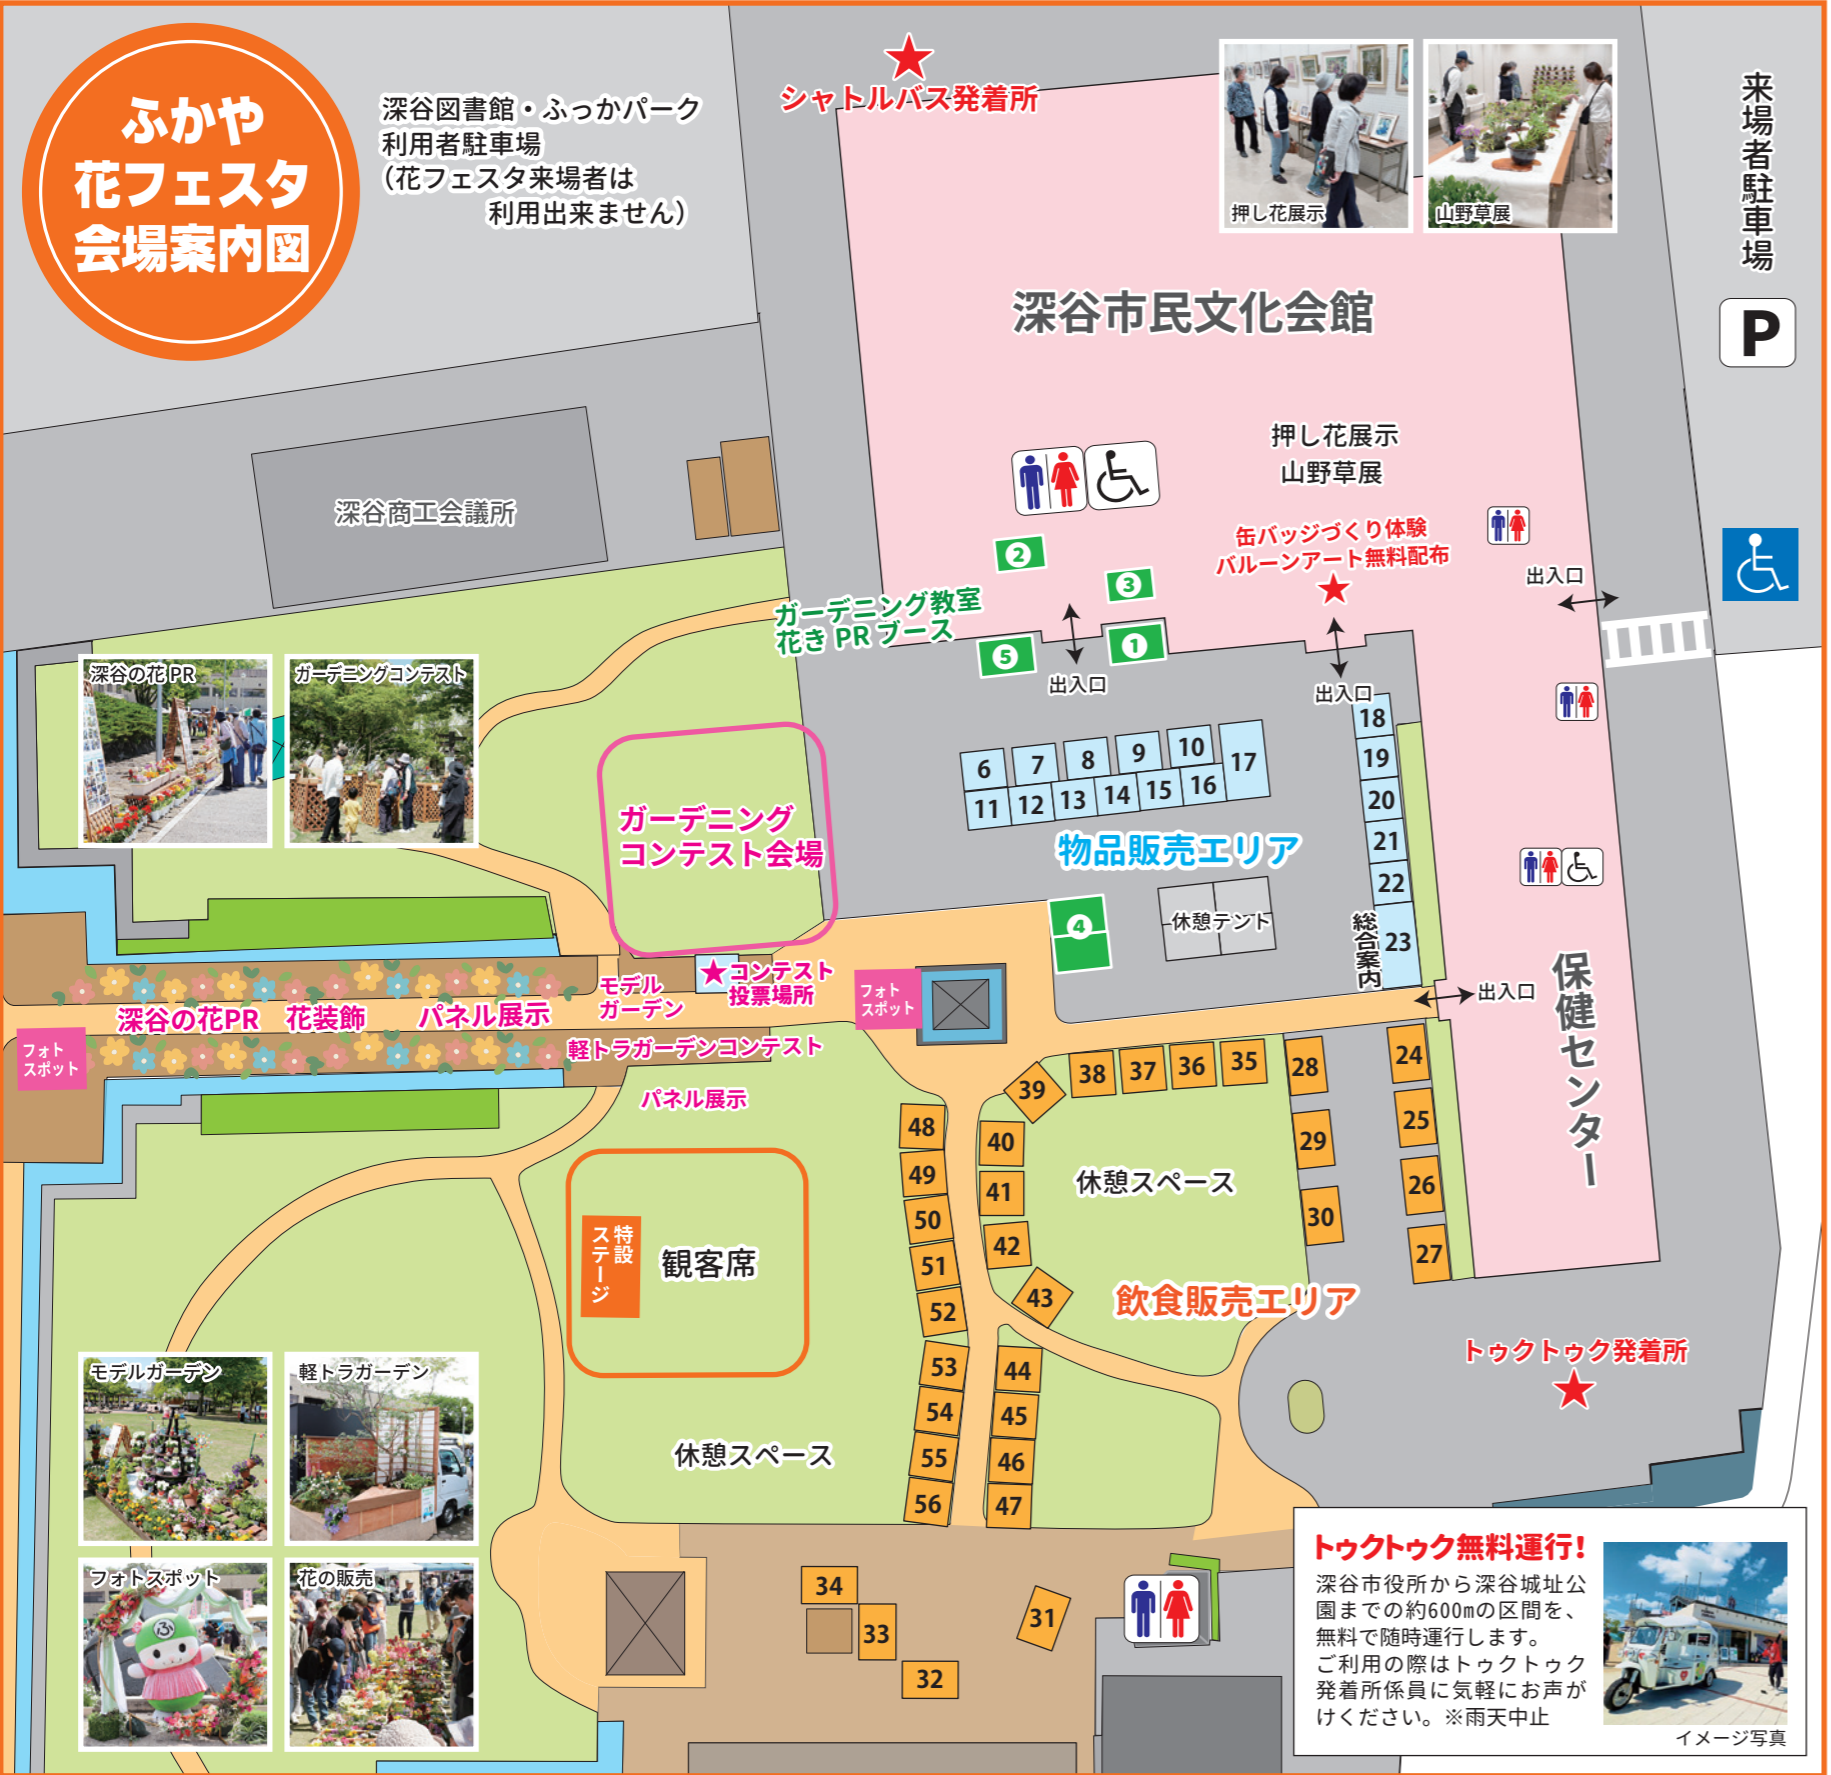 ふかや
花フェスタ
会場案内図
深谷図書館・ふっかパーク
利用者駐車場
（花フェスタ来場者は
利用出来ません）
シャトルバス発着所
押し花展示
山野草展
来場者駐車場
P
深谷市民文化会館
押し花展示
山野草展
缶バッジづくり体験
バルーンアート無料配布
出入口
深谷商工会議所
2
3
ガーデニング教室
花き PR ブース
5
1
出入口
出入口
深谷の花 PR
ガーデニングコンテスト
ガーデニング
コンテスト会場
6 7 8 9 10 17
11 12 13 14 15 16
物品販売エリア
18
19
20
21
22
23
4
休憩テント
総合案内
出入口
保健センター
モデル
ガーデン
コンテスト
投票場所
フォト
スポット
深谷の花PR 花装飾 パネル展示
フォト
スポット
軽トラガーデンコンテスト
パネル展示
39 38 37 36 35 28 24
25
29
26
30
27
48
49
50
51
52
53
54
55
56
40
41
42
43
44
45
46
47
休憩スペース
特設
ステージ
観客席
飲食販売エリア
トゥクトゥク発着所
休憩スペース
モデルガーデン
軽トラガーデン
フォトスポット
ふ
花の販売
34
33
32
31
トゥクトゥク無料運行！
深谷市役所から深谷城址公
園までの約600mの区間を、
無料で随時運行します。
ご利用の際はトゥクトゥク
発着所係員に気軽にお声が
けください。※雨天中止
イメージ写真